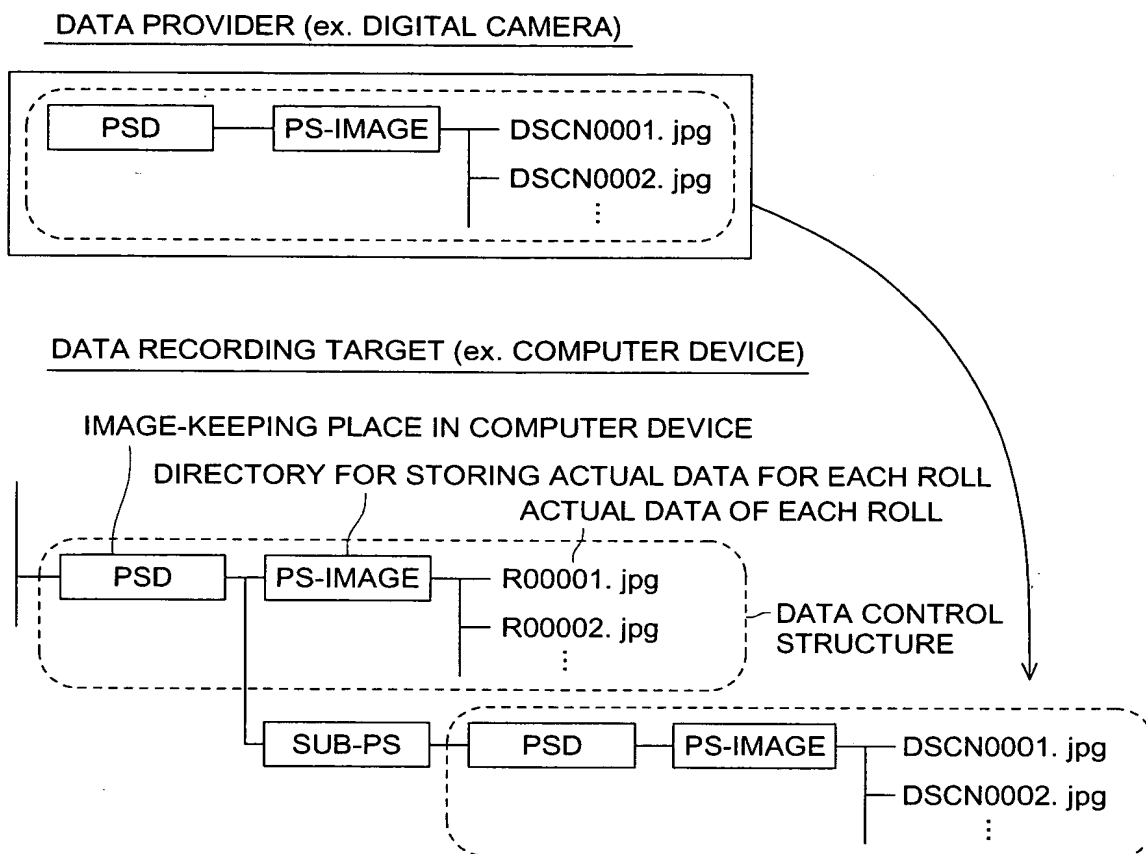 DATA PROVIDER (ex. DIGITAL CAMERA)
PSD
PS-IMAGE
DSCN0001. jpg
DSCN0002. jpg
⋮
DATA RECORDING TARGET (ex. COMPUTER DEVICE)
IMAGE-KEEPING PLACE IN COMPUTER DEVICE
DIRECTORY FOR STORING ACTUAL DATA FOR EACH ROLL
ACTUAL DATA OF EACH ROLL
PSD
PS-IMAGE
R00001. jpg
R00002. jpg
⋮
DATA CONTROL
STRUCTURE
SUB-PS
PSD
PS-IMAGE
DSCN0001. jpg
DSCN0002. jpg
⋮